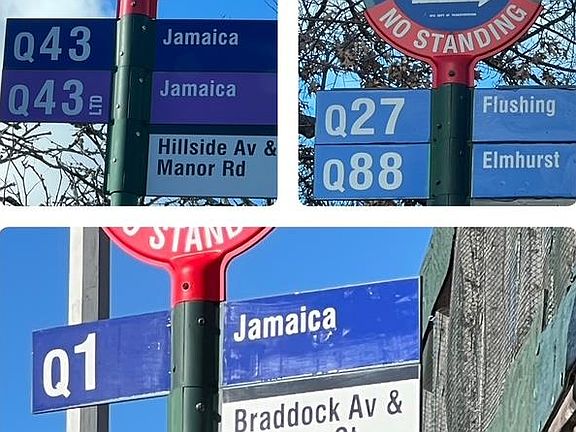 Q43 Jamaica
Q43 LTD Jamaica
Hillside Av &
Manor Rd
NO STANDING
Q27 Flushing
Q88 Elmhurst
STAND
Q1 Jamaica
Braddock Av &